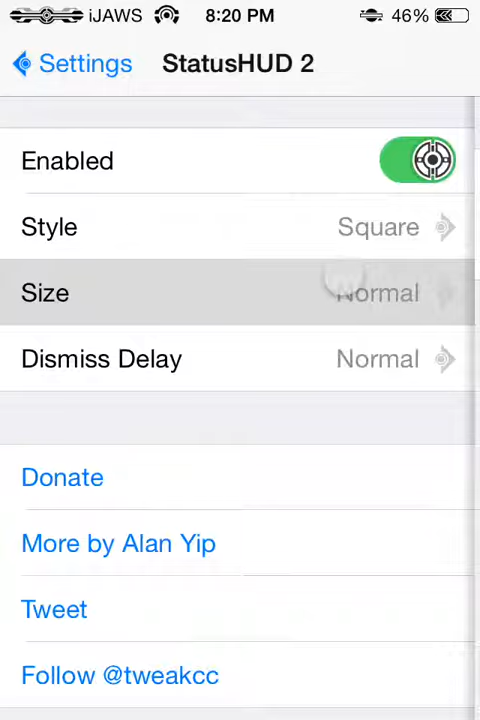 iJAWS 8:20 PM 46%
Settings StatusHUD 2
Enabled
Style Square
Size Normal
Dismiss Delay Normal
Donate
More by Alan Yip
Tweet
Follow @tweakcc